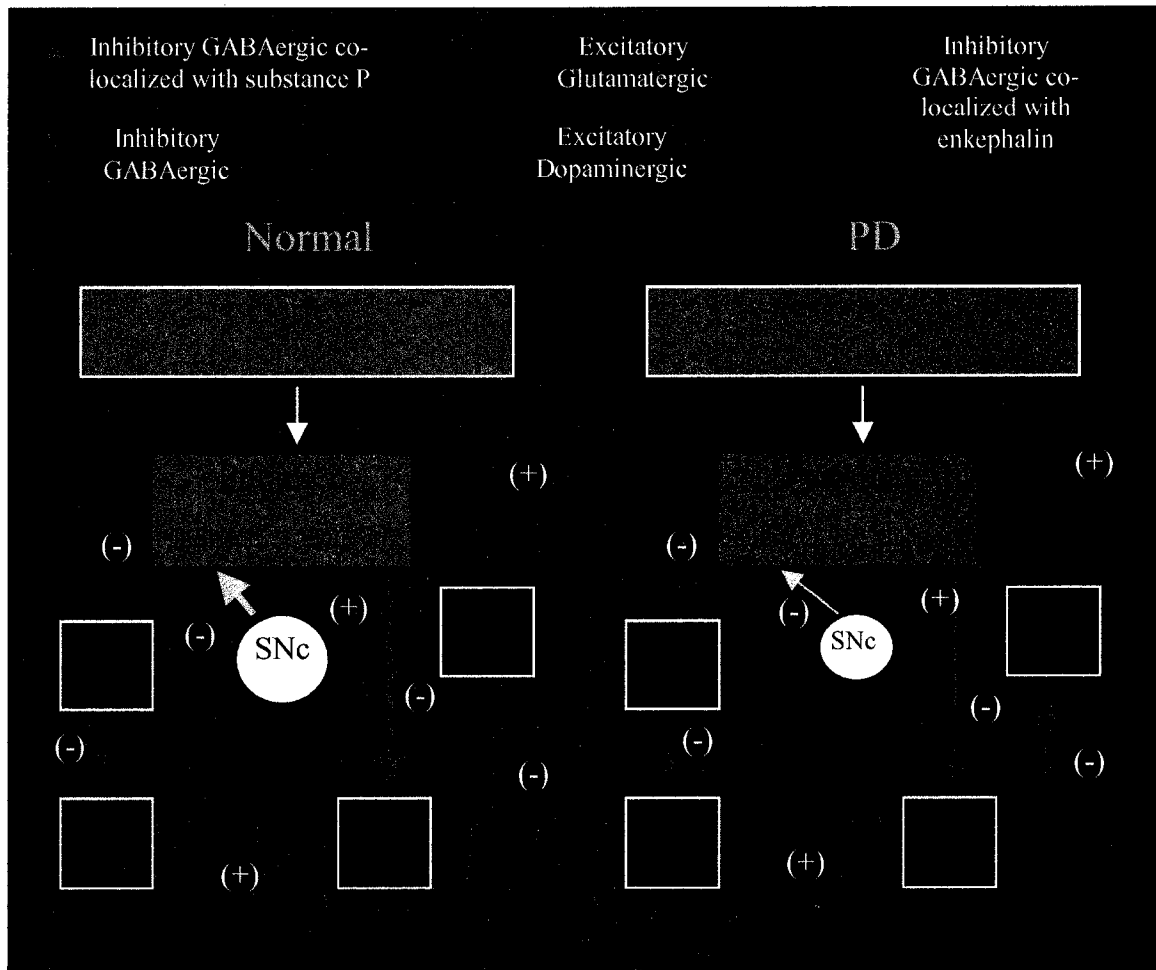 Inhibitory GABAergic co-
localized with substance P
Excitatory
Glutamatergic
Inhibitory
GABAergic co-
localized with
enkephalin
Inhibitory
GABAergic
Excitatory
Dopaminergic
Normal
PD
(+)
(+)
(-)
(-)
(+)
(-)
SNc
(-)
(-)
(+)
(-)
SNc
(-)
(-)
(-)
(-)
(-)
(+)
(+)